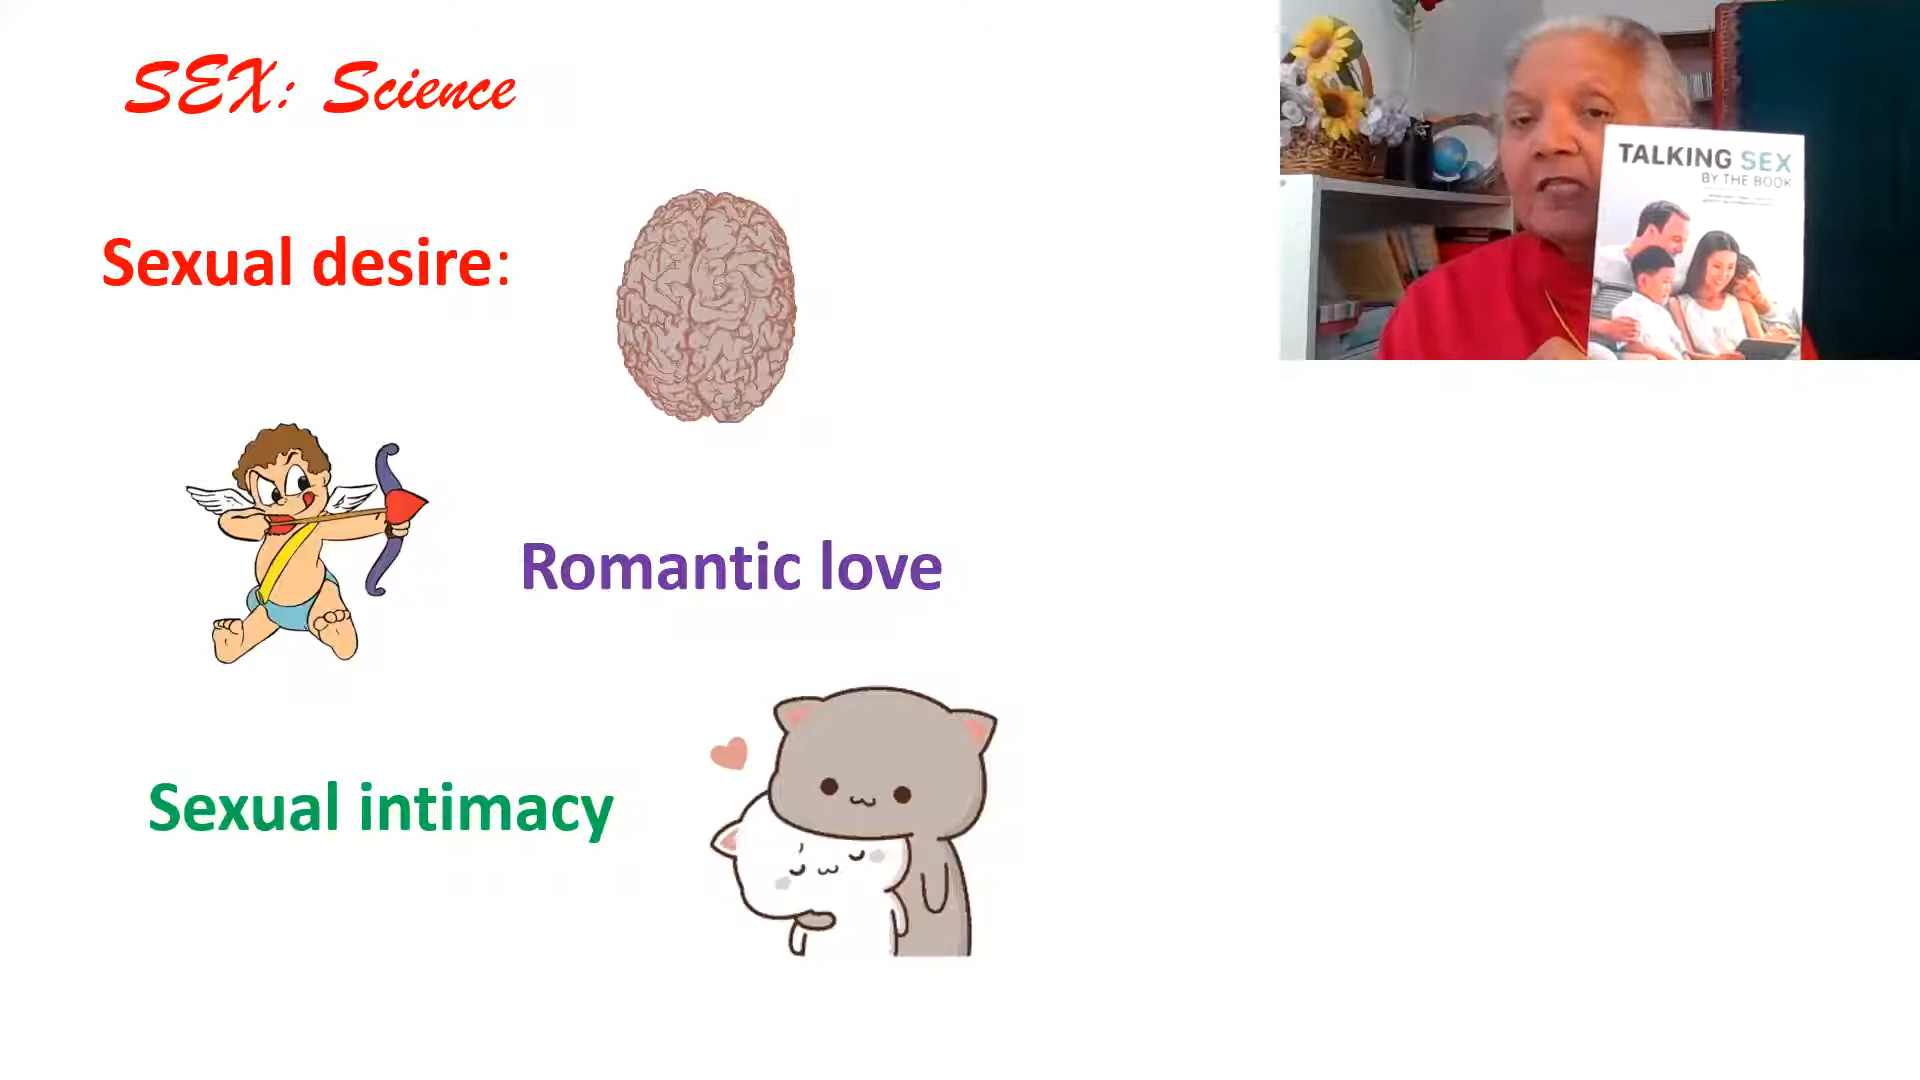 SEX: Science
Sexual desire:
Romantic love
Sexual intimacy
TALKING SEX
BY THE BOOK